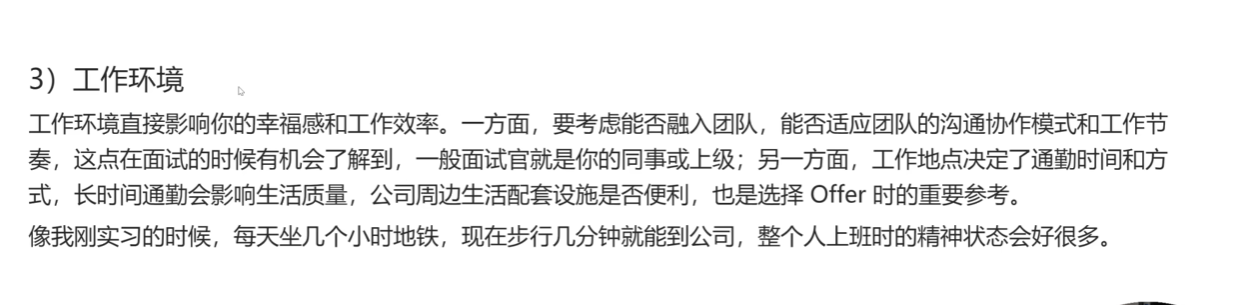 3）工作环境
工作环境直接影响你的幸福感和工作效率。一方面，要考虑能否融入团队，能否适应团队的沟通协作模式和工作节
奏，这点在面试的时候有机会了解到，一般面试官就是你的同事或上级；另一方面，工作地点决定了通勤时间和方
式，长时间通勤会影响生活质量，公司周边生活配套设施是否便利，也是选择 Offer 时的重要参考。
像我刚实习的时候，每天坐几个小时地铁，现在步行几分钟就能到公司，整个人上班时的精神状态会好很多。